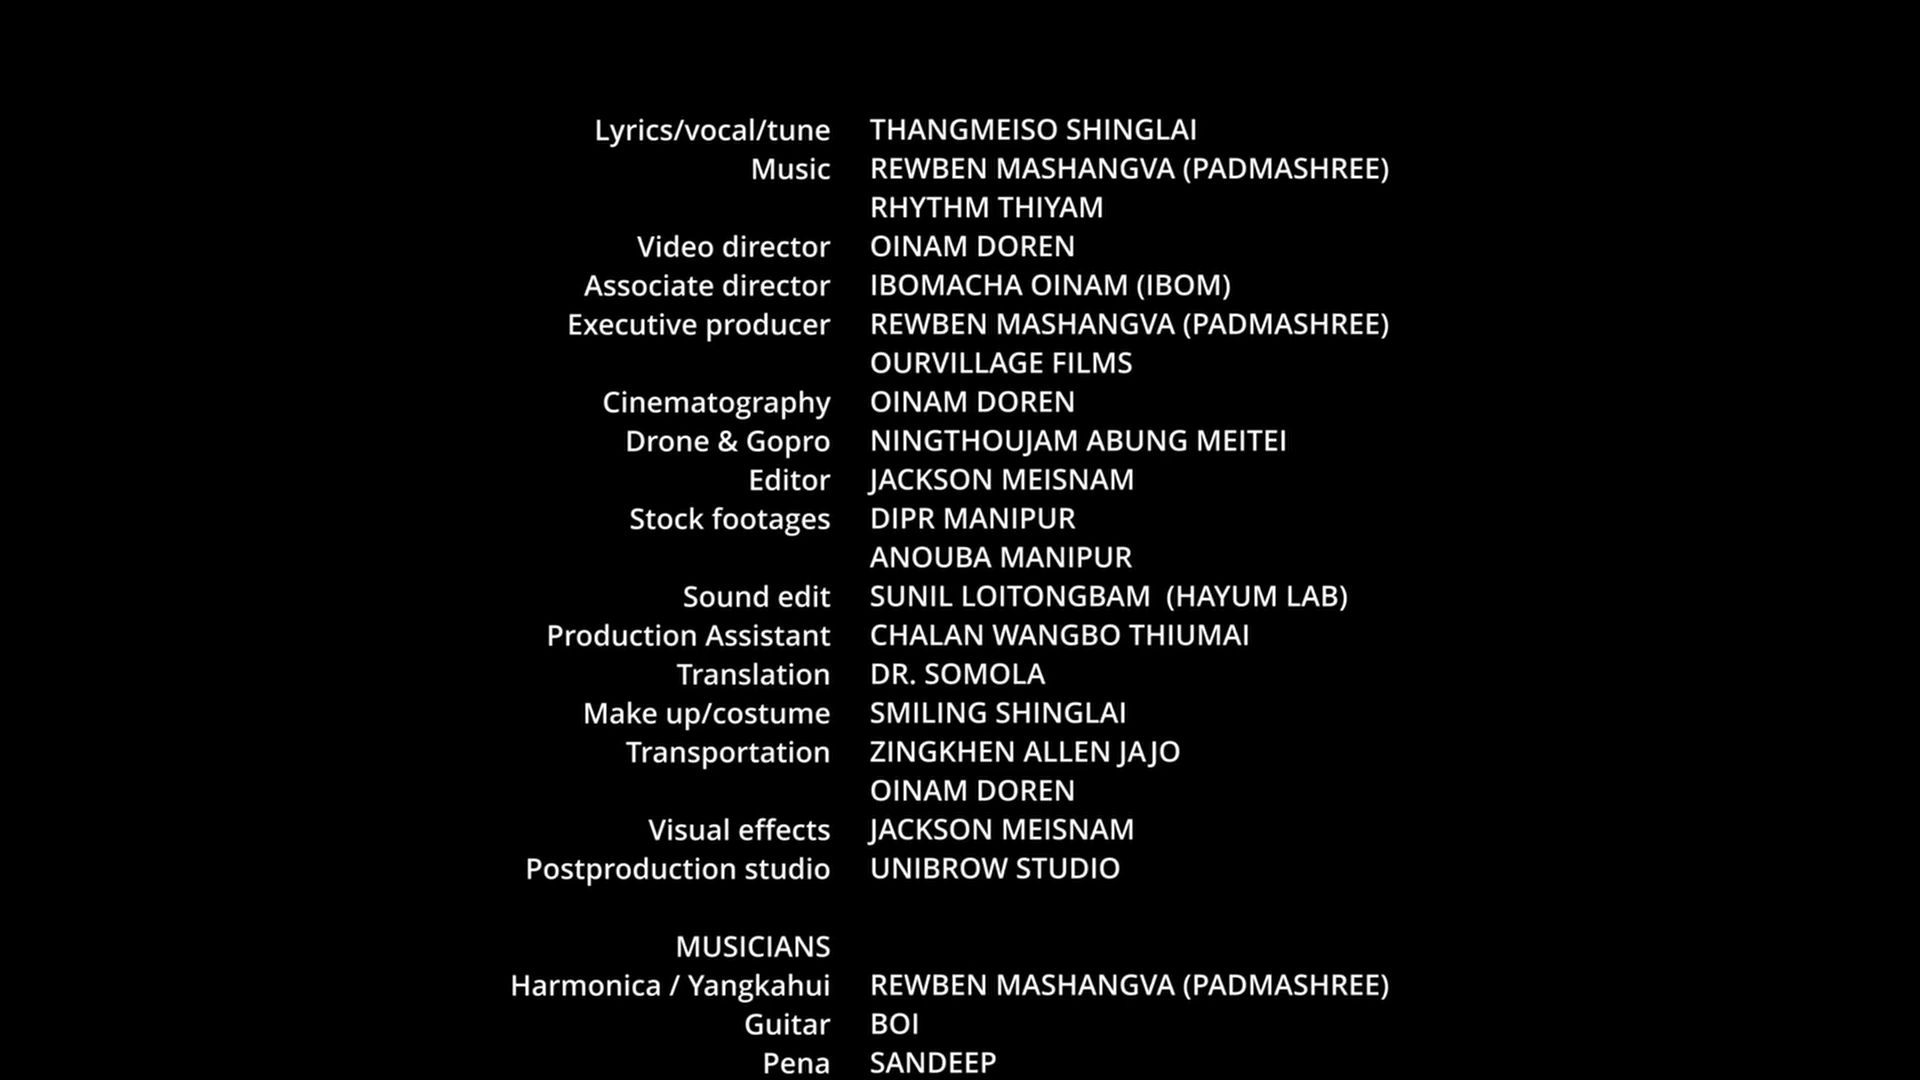 Lyrics/vocal/tune THANGMEISO SHINGLAI
Music REWBEN MASHANGVA (PADMASHREE)
RHYTHM THIYAM
Video director OINAM DOREN
Associate director IBOMACHA OINAM (IBOM)
Executive producer REWBEN MASHANGVA (PADMASHREE)
OURVILLAGE FILMS
Cinematography OINAM DOREN
Drone & Gopro NINGTHOUJAM ABUNG MEITEI
Editor JACKSON MEISNAM
Stock footages DIPR MANIPUR
ANOUBA MANIPUR
Sound edit SUNIL LOITONGBAM (HAYUM LAB)
Production Assistant CHALAN WANGBO THIUMAI
Translation DR. SOMOLA
Make up/costume SMILING SHINGLAI
Transportation ZINGKHEN ALLEN JAJO
OINAM DOREN
Visual effects JACKSON MEISNAM
Postproduction studio UNIBROW STUDIO
MUSICIANS
Harmonica / Yangkahui REWBEN MASHANGVA (PADMASHREE)
Guitar BOI
Pena SANDEEP